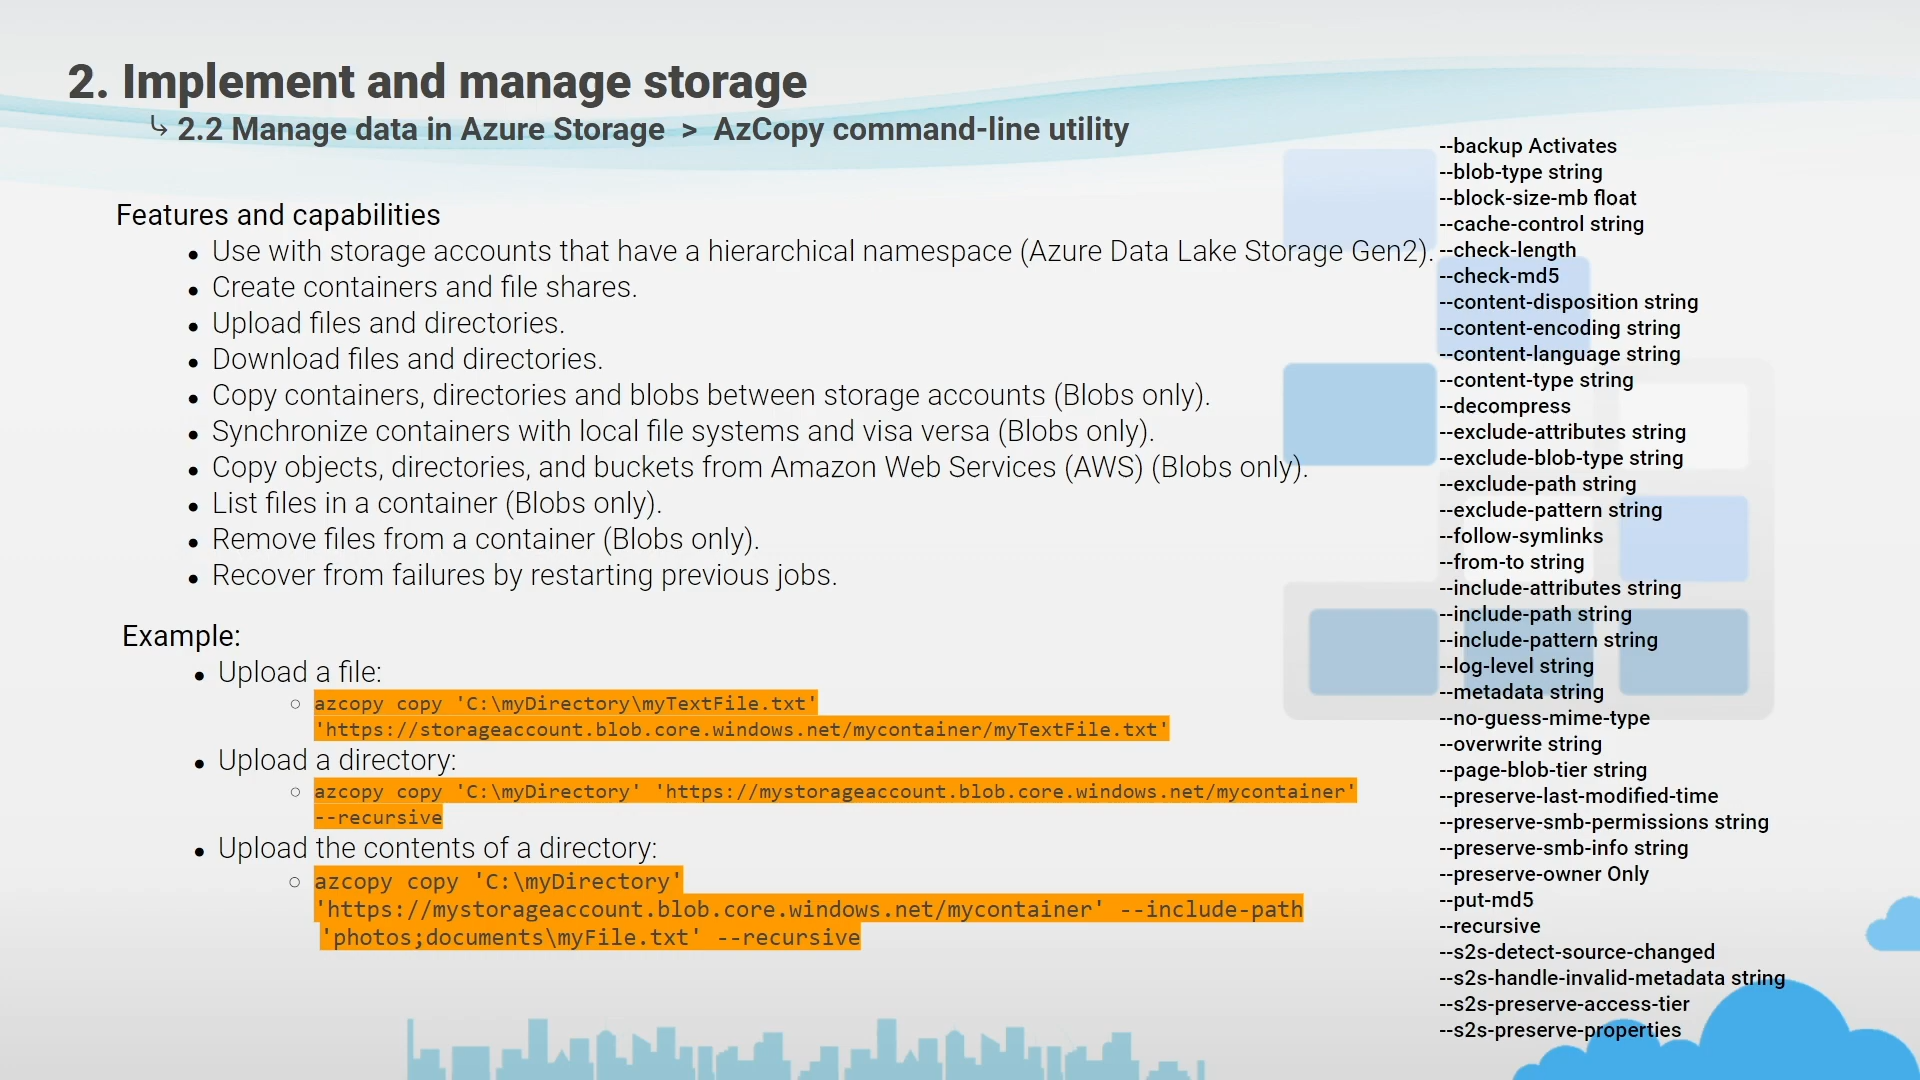 2. Implement and manage storage
2.2 Manage data in Azure Storage > AzCopy command-line utility
Features and capabilities
● Use with storage accounts that have a hierarchical namespace (Azure Data Lake Storage Gen2).
● Create containers and file shares.
● Upload files and directories.
● Download files and directories.
● Copy containers, directories and blobs between storage accounts (Blobs only).
● Synchronize containers with local file systems and visa versa (Blobs only).
● Copy objects, directories, and buckets from Amazon Web Services (AWS) (Blobs only).
● List files in a container (Blobs only).
● Remove files from a container (Blobs only).
● Recover from failures by restarting previous jobs.
Example:
● Upload a file:
○ azcopy copy 'C:\myDirectory\myTextFile.txt'
'https://storageaccount.blob.core.windows.net/mycontainer/myTextFile.txt'
● Upload a directory:
○ azcopy copy 'C:\myDirectory' 'https://mystorageaccount.blob.core.windows.net/mycontainer'
--recursive
● Upload the contents of a directory:
○ azcopy copy 'C:\myDirectory'
'https://mystorageaccount.blob.core.windows.net/mycontainer' --include-path
'photos;documents\myFile.txt' --recursive
--backup Activates
--blob-type string
--block-size-mb float
--cache-control string
--check-length
--check-md5
--content-disposition string
--content-encoding string
--content-language string
--content-type string
--decompress
--exclude-attributes string
--exclude-blob-type string
--exclude-path string
--exclude-pattern string
--follow-symlinks
--from-to string
--include-attributes string
--include-path string
--include-pattern string
--log-level string
--metadata string
--no-guess-mime-type
--overwrite string
--page-blob-tier string
--preserve-last-modified-time
--preserve-smb-permissions string
--preserve-smb-info string
--preserve-owner Only
--put-md5
--recursive
--s2s-detect-source-changed
--s2s-handle-invalid-metadata string
--s2s-preserve-access-tier
--s2s-preserve-properties